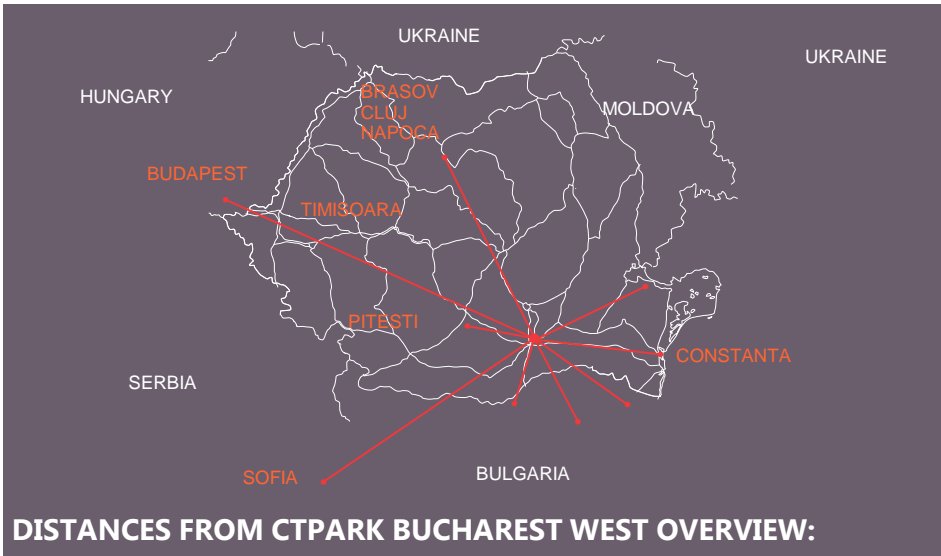 UKRAINE
UKRAINE
HUNGARY
BRASOV
CLUJ
NAPOCA
MOLDOVA
BUDAPEST
TIMISOARA
PITESTI
CONSTANTA
SERBIA
SOFIA
BULGARIA
DISTANCES FROM CTPARK BUCHAREST WEST OVERVIEW: